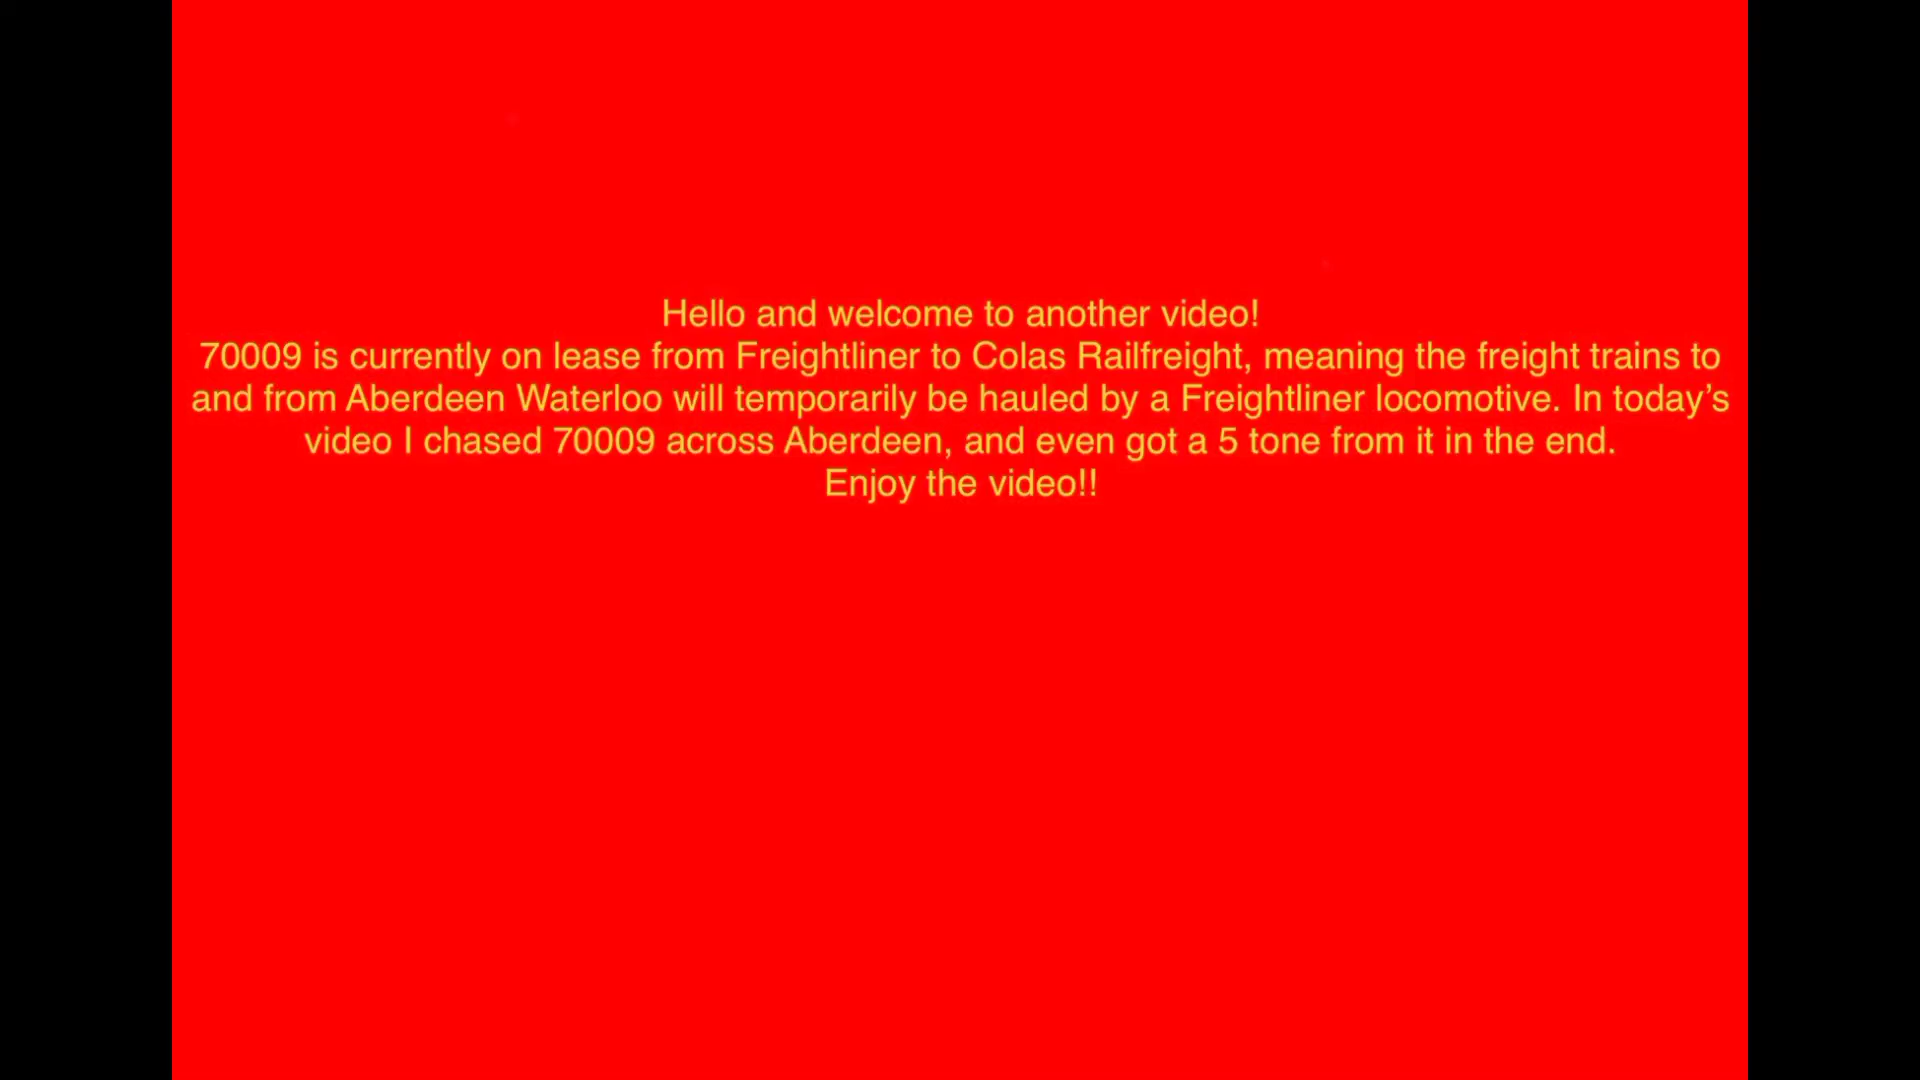 Hello and welcome to another video!
70009 is currently on lease from Freightliner to Colas Railfreight, meaning the freight trains to
and from Aberdeen Waterloo will temporarily be hauled by a Freightliner locomotive. In today’s
video I chased 70009 across Aberdeen, and even got a 5 tone from it in the end.
Enjoy the video!!